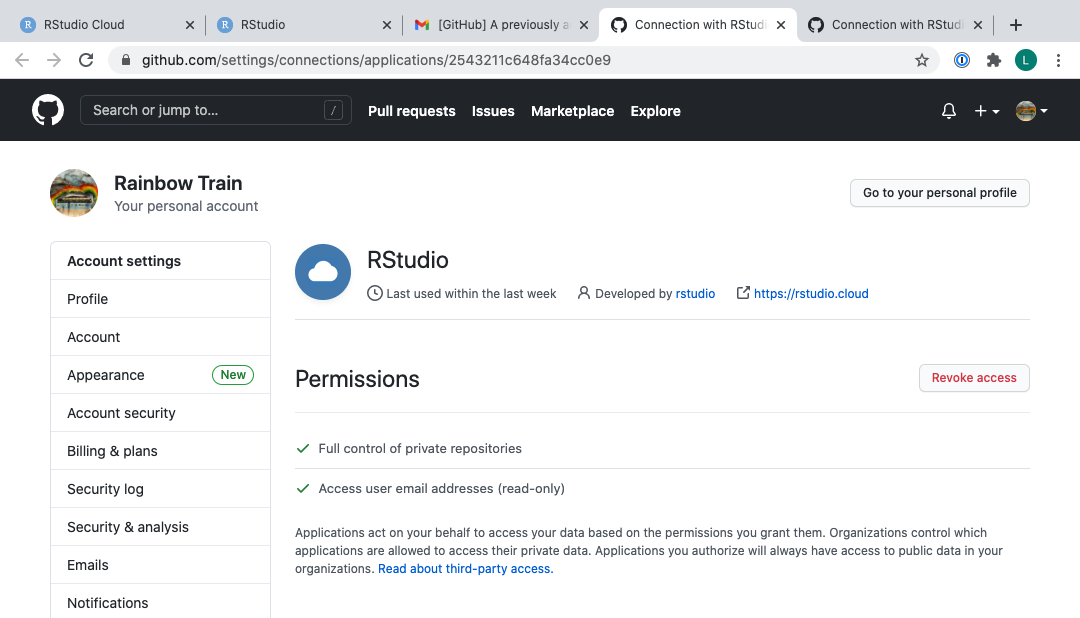 RStudio Cloud
RStudio
[GitHub] A previously a
Connection with RStudi
Connection with RStudi
github.com/settings/connections/applications/2543211c648fa34cc0e9
L
Search or jump to…
/
Pull requests
Issues
Marketplace
Explore
Rainbow Train
Your personal account
Go to your personal profile
Account settings
Profile
Account
Appearance New
Account security
Billing & plans
Security log
Security & analysis
Emails
Notifications
RStudio
Last used within the last week Developed by rstudio https://rstudio.cloud
Permissions
Revoke access
Full control of private repositories
Access user email addresses (read-only)
Applications act on your behalf to access your data based on the permissions you grant them. Organizations control which
applications are allowed to access their private data. Applications you authorize will always have access to public data in your
organizations. Read about third-party access.